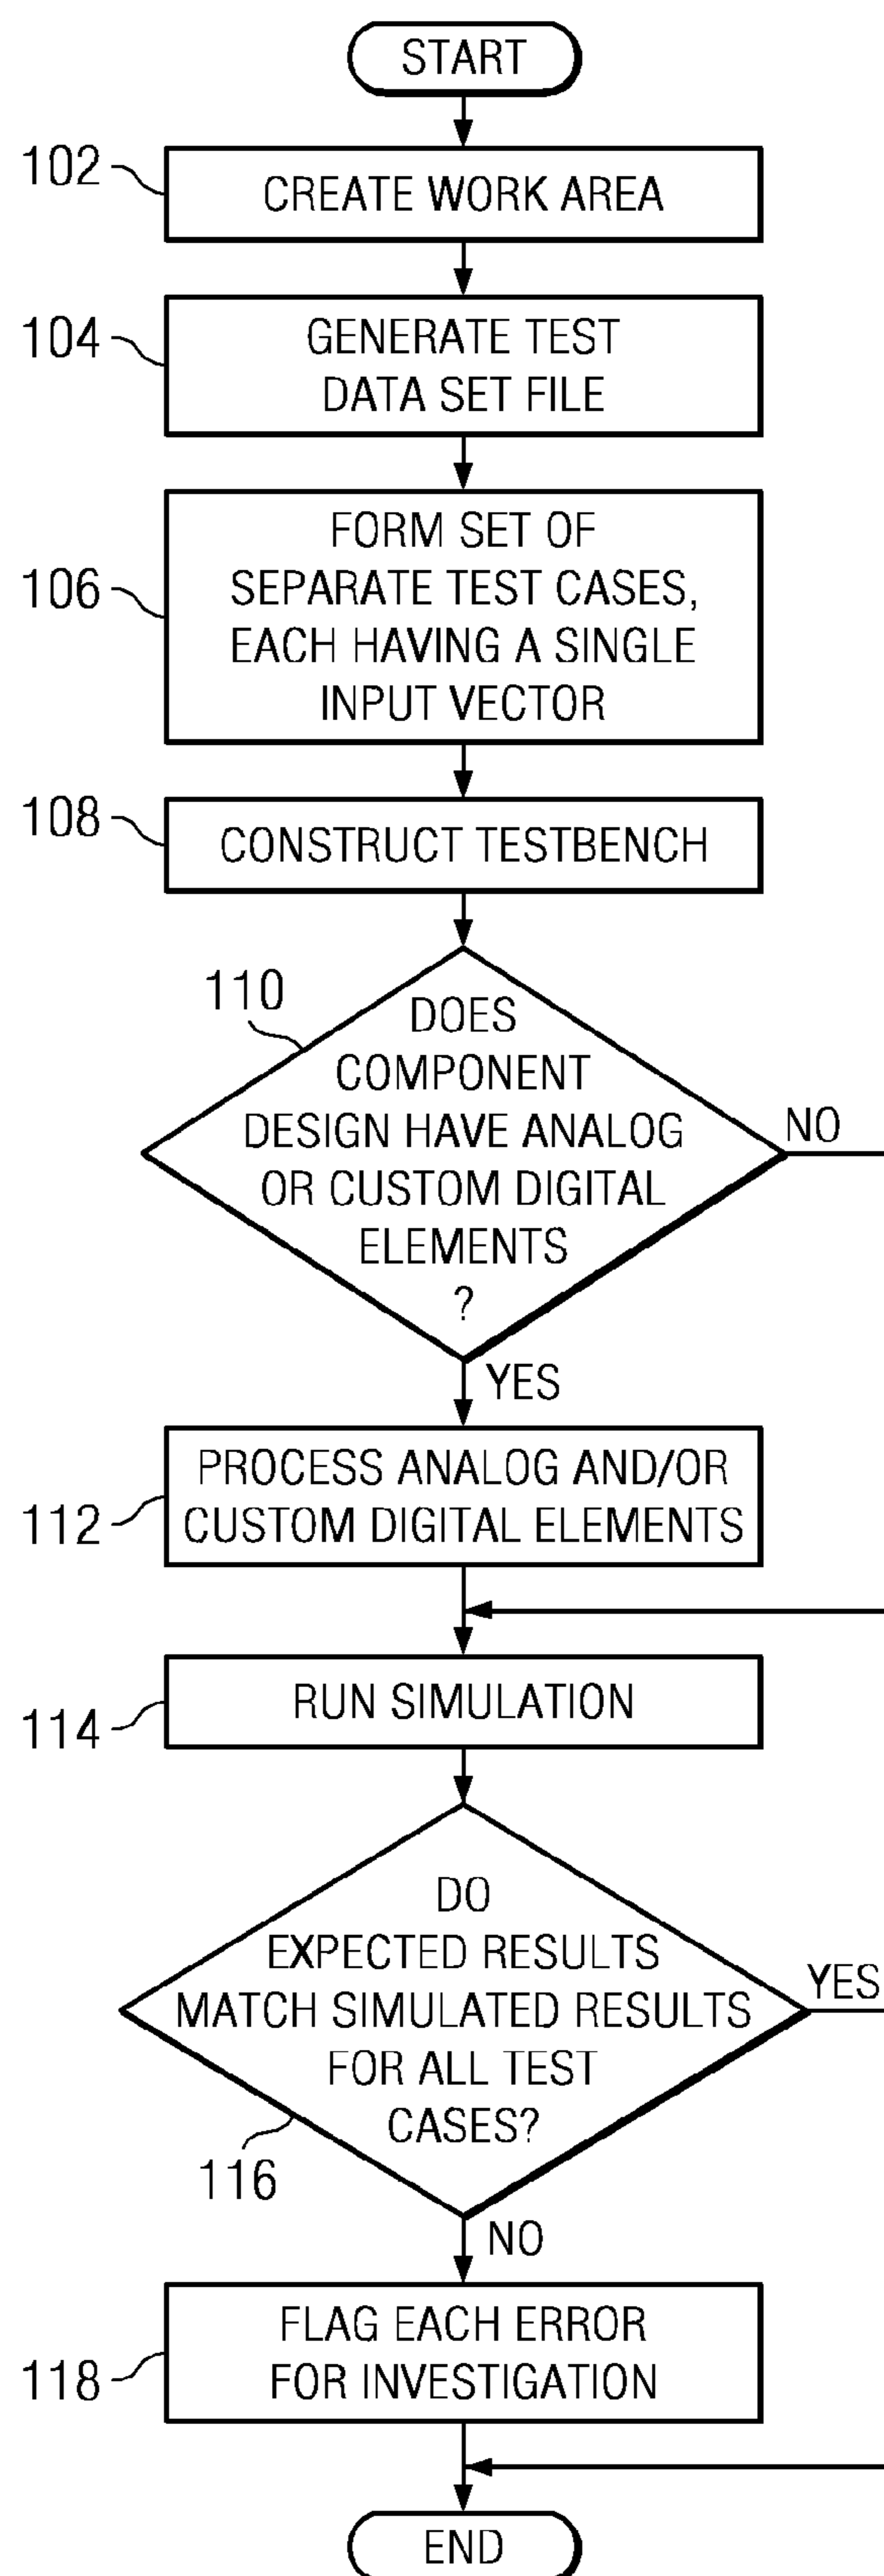 START
102
CREATE WORK AREA
104
GENERATE TEST
DATA SET FILE
106
FORM SET OF
SEPARATE TEST CASES,
EACH HAVING A SINGLE
INPUT VECTOR
108
CONSTRUCT TESTBENCH
110
DOES
COMPONENT
DESIGN HAVE ANALOG
OR CUSTOM DIGITAL
ELEMENTS
?
NO
YES
112
PROCESS ANALOG AND/OR
CUSTOM DIGITAL ELEMENTS
114
RUN SIMULATION
DO
EXPECTED RESULTS
MATCH SIMULATED RESULTS
FOR ALL TEST
CASES?
YES
116
NO
118
FLAG EACH ERROR
FOR INVESTIGATION
END